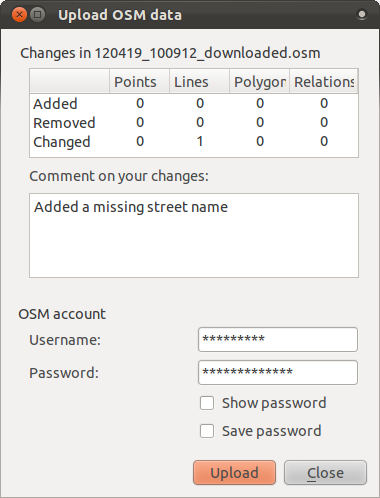 Upload OSM data
Changes in 120419_100912_downloaded.osm
Points Lines Polygon Relations
Added 0 0 0 0
Removed 0 0 0 0
Changed 0 1 0 0
Comment on your changes:
Added a missing street name
OSM account
Username: *********
Password: *************
Show password
Save password
Upload Close